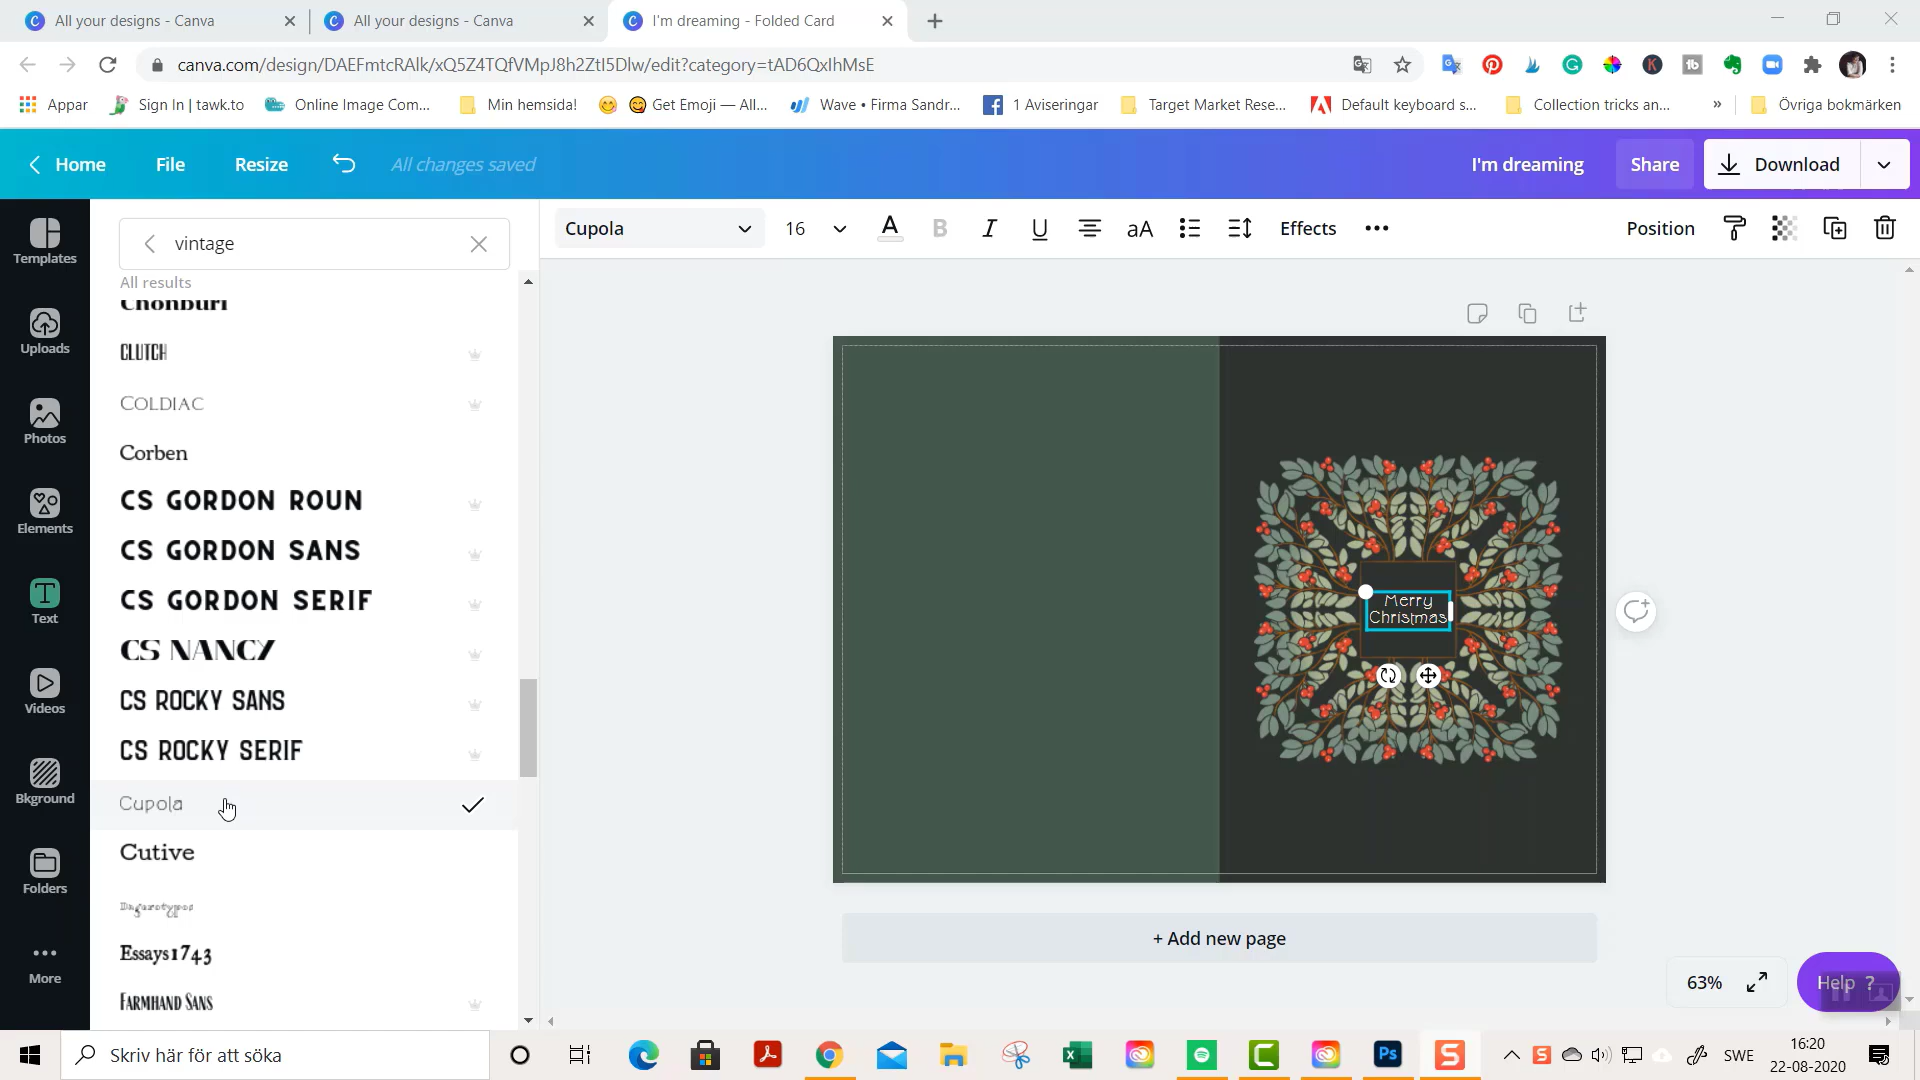 All your designs - Canva
All your designs - Canva
I'm dreaming - Folded Card
canva.com/design/DAEFmtcRAlk/xQ5Z4TQfVMpJ8h2ZtI5Dlw/edit?category=tAD6QxIhMsE
Appar
Sign In | tawk.to
Online Image Com...
Min hemsida!
Get Emoji — All...
Wave • Firma Sandr...
1 Aviseringar
Target Market Rese...
Default keyboard s...
Collection tricks an...
»
Övriga bokmärken
Home
File
Resize
All changes saved
I'm dreaming
Share
Download
Templates
Uploads
Photos
Elements
Text
Videos
Bkground
Folders
More
vintage
All results
Chonburi
CLUTCH
COLDIAC
Corben
CS GORDON ROUN
CS GORDON SANS
CS GORDON SERIF
CS NANCY
CS ROCKY SANS
CS ROCKY SERIF
Cupola
Cutive
Daguerotypos
Essays1743
FARMHAND SANS
Cupola
16
A
B
I
U
aA
Effects
Position
Merry
Christmas
+ Add new page
63%
Help ?
Skriv här för att söka
SWE
16:20
22-08-2020